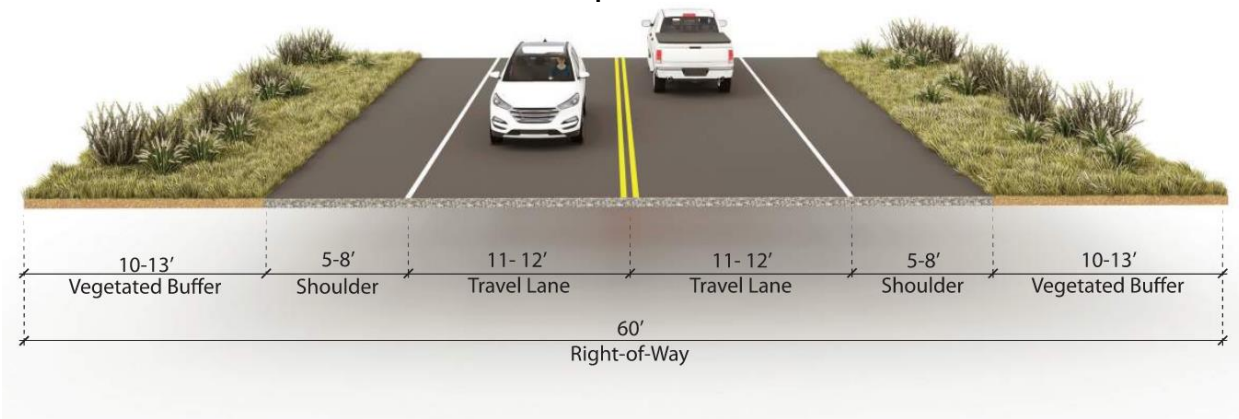 10-13’
Vegetated Buffer
5-8’
Shoulder
11- 12’
Travel Lane
11- 12’
Travel Lane
5-8’
Shoulder
10-13’
Vegetated Buffer
60’
Right-of-Way